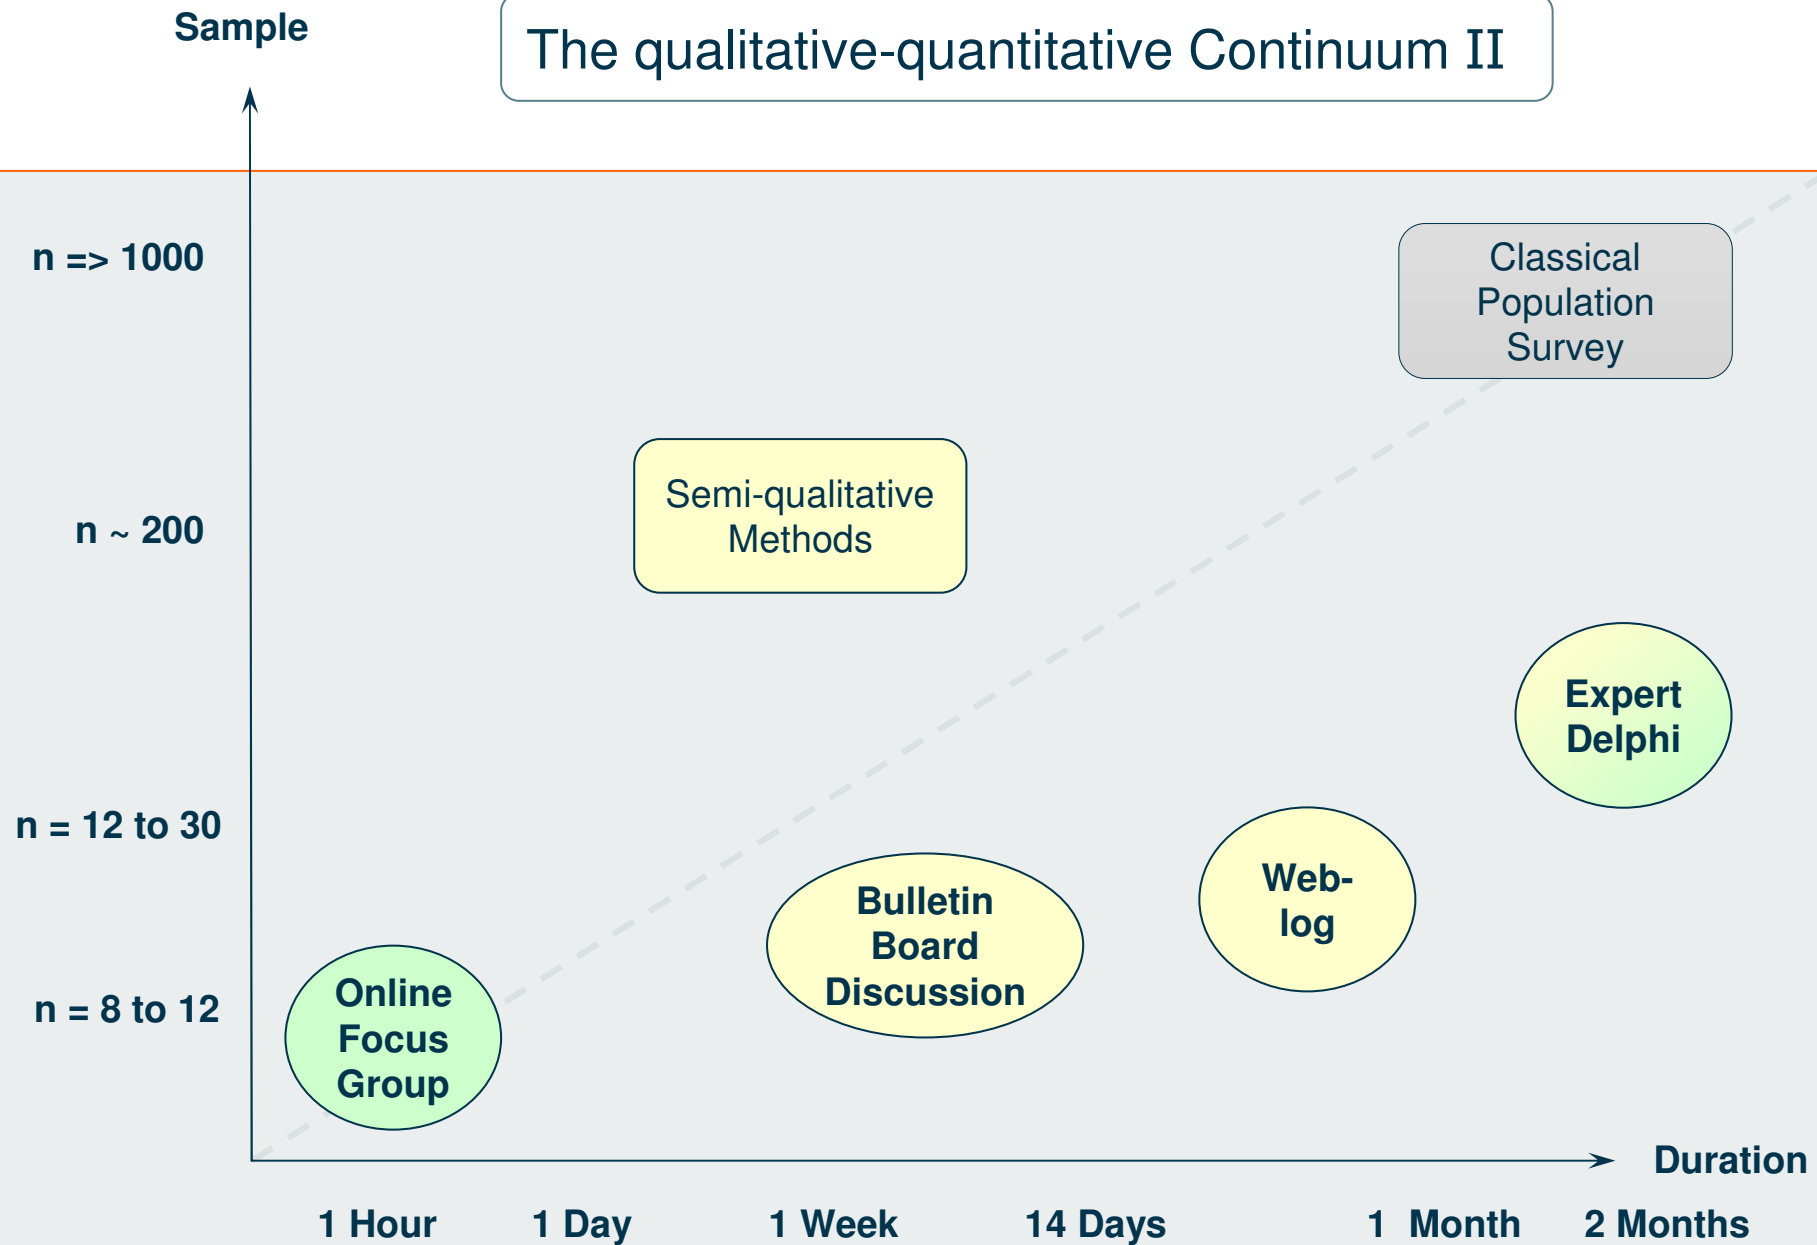 Sample
The qualitative-quantitative Continuum II
n => 1000
Classical
Population
Survey
Semi-qualitative
Methods
n ~ 200
Expert
Delphi
n = 12 to 30
Web-
log
Bulletin
Board
Discussion
n = 8 to 12
Online
Focus
Group
Duration
1 Hour
1 Day
1 Week
14 Days
1  Month
2 Months